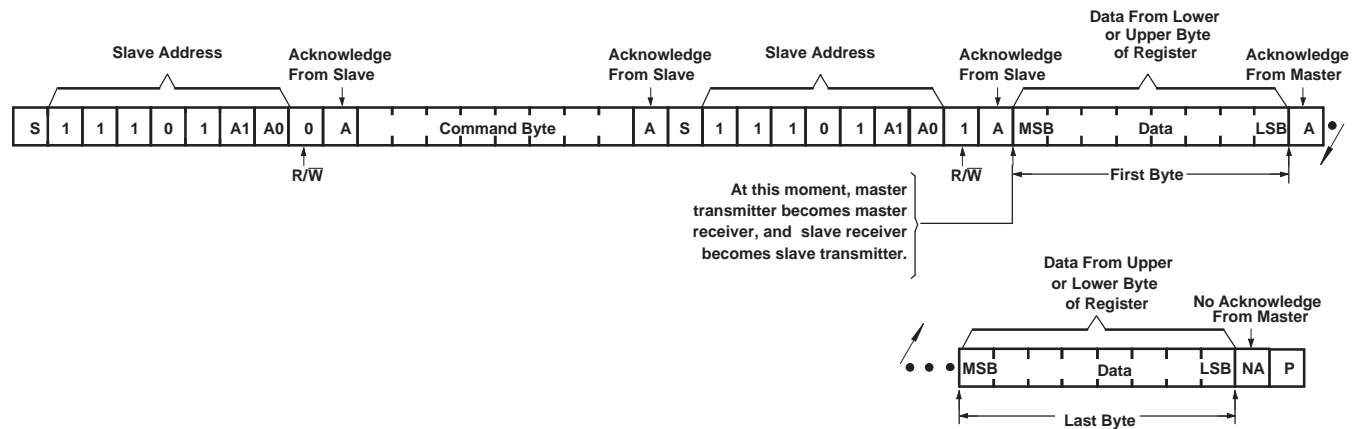 Data From Lower
or Upper Byte
of Register
Slave Address
Acknowledge
From Slave
Acknowledge
From Slave
Slave Address
Acknowledge
From Slave
Acknowledge
From Master
S 1 1 1 0 1 A1 A0 0 A Command Byte A S 1 1 1 0 1 A1 A0 1 A MSB Data LSB A
R/W̅
R/W̅
First Byte
At this moment, master
transmitter becomes master
receiver, and slave receiver
becomes slave transmitter.
Data From Upper
or Lower Byte
of Register
No Acknowledge
From Master
MSB Data LSB NA P
Last Byte